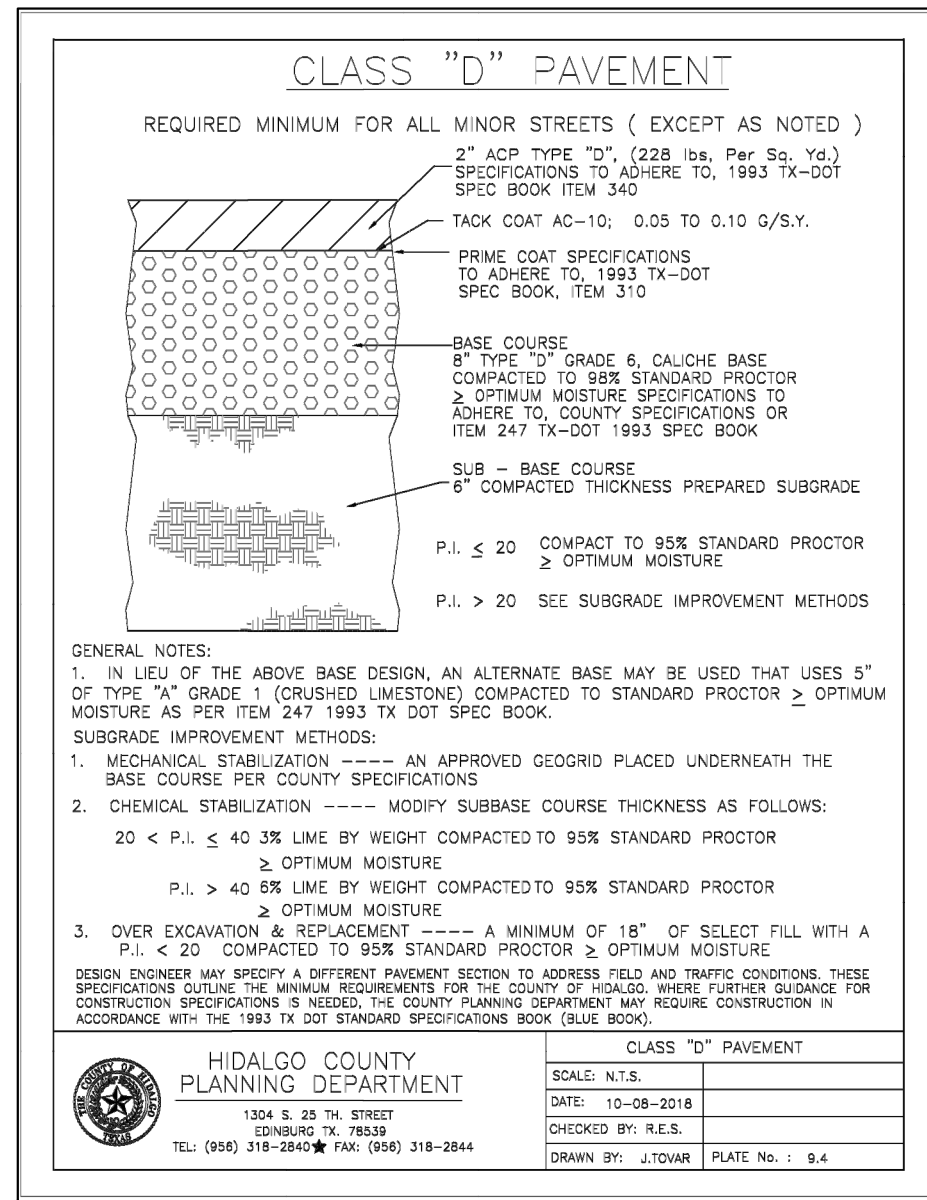 CLASS "D" PAVEMENT
REQUIRED MINIMUM FOR ALL MINOR STREETS ( EXCEPT AS NOTED )
2" ACP TYPE "D", (228 lbs, Per Sq. Yd.)
SPECIFICATIONS TO ADHERE TO, 1993 TX-DOT
SPEC BOOK ITEM 340
TACK COAT AC-10; 0.05 TO 0.10 G/S.Y.
PRIME COAT SPECIFICATIONS
TO ADHERE TO, 1993 TX-DOT
SPEC BOOK, ITEM 310
BASE COURSE
8" TYPE "D" GRADE 6, CALICHE BASE
COMPACTED TO 98% STANDARD PROCTOR
≥ OPTIMUM MOISTURE SPECIFICATIONS TO
ADHERE TO, COUNTY SPECIFICATIONS OR
ITEM 247 TX-DOT 1993 SPEC BOOK
SUB - BASE COURSE
6" COMPACTED THICKNESS PREPARED SUBGRADE
P.I. ≤ 20 COMPACT TO 95% STANDARD PROCTOR
≥ OPTIMUM MOISTURE
P.I. > 20 SEE SUBGRADE IMPROVEMENT METHODS
GENERAL NOTES:
1. IN LIEU OF THE ABOVE BASE DESIGN, AN ALTERNATE BASE MAY BE USED THAT USES 5"
OF TYPE "A" GRADE 1 (CRUSHED LIMESTONE) COMPACTED TO STANDARD PROCTOR ≥ OPTIMUM
MOISTURE AS PER ITEM 247 1993 TX DOT SPEC BOOK.
SUBGRADE IMPROVEMENT METHODS:
1. MECHANICAL STABILIZATION ---- AN APPROVED GEOGRID PLACED UNDERNEATH THE
BASE COURSE PER COUNTY SPECIFICATIONS
2. CHEMICAL STABILIZATION ---- MODIFY SUBBASE COURSE THICKNESS AS FOLLOWS:
20 < P.I. ≤ 40 3% LIME BY WEIGHT COMPACTED TO 95% STANDARD PROCTOR
≥ OPTIMUM MOISTURE
P.I. > 40 6% LIME BY WEIGHT COMPACTED TO 95% STANDARD PROCTOR
≥ OPTIMUM MOISTURE
3. OVER EXCAVATION & REPLACEMENT ---- A MINIMUM OF 18" OF SELECT FILL WITH A
P.I. < 20 COMPACTED TO 95% STANDARD PROCTOR ≥ OPTIMUM MOISTURE
DESIGN ENGINEER MAY SPECIFY A DIFFERENT PAVEMENT SECTION TO ADDRESS FIELD AND TRAFFIC CONDITIONS. THESE
SPECIFICATIONS OUTLINE THE MINIMUM REQUIREMENTS FOR THE COUNTY OF HIDALGO. WHERE FURTHER GUIDANCE FOR
CONSTRUCTION SPECIFICATIONS IS NEEDED, THE COUNTY PLANNING DEPARTMENT MAY REQUIRE CONSTRUCTION IN
ACCORDANCE WITH THE 1993 TX DOT STANDARD SPECIFICATIONS BOOK (BLUE BOOK).
THE COUNTY OF HIDALGO
TEXAS
HIDALGO COUNTY
PLANNING DEPARTMENT
1304 S. 25 TH. STREET
EDINBURG TX. 78539
TEL: (956) 318-2840★ FAX: (956) 318-2844
CLASS "D" PAVEMENT
SCALE: N.T.S.
DATE: 10-08-2018
CHECKED BY: R.E.S.
DRAWN BY: J.TOVAR
PLATE No. : 9.4